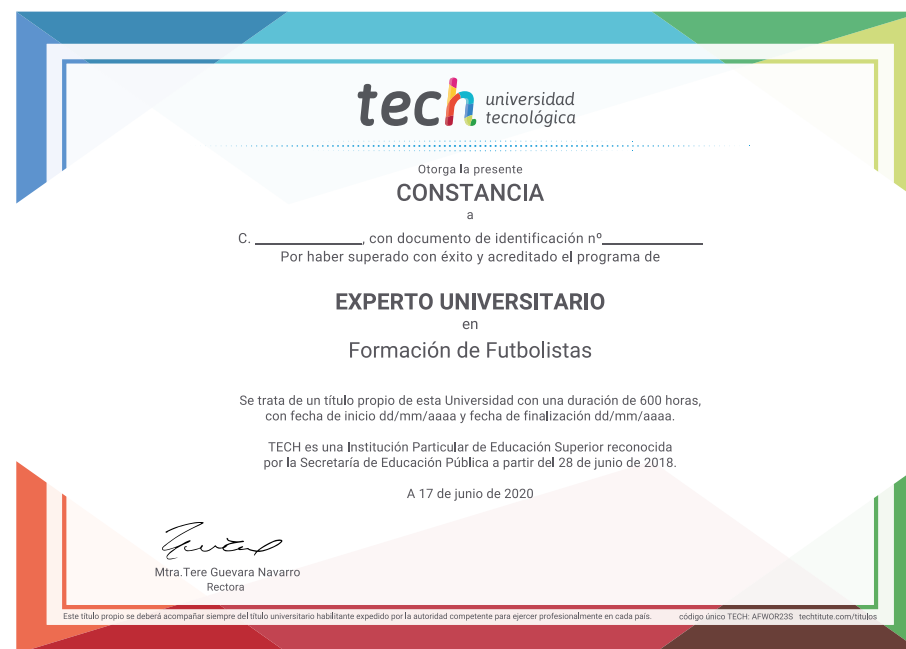 tech universidad
tecnológica
Otorga la presente
CONSTANCIA
a
C. ____________, con documento de identificación nº____________
Por haber superado con éxito y acreditado el programa de
EXPERTO UNIVERSITARIO
en
Formación de Futbolistas
Se trata de un título propio de esta Universidad con una duración de 600 horas,
con fecha de inicio dd/mm/aaaa y fecha de finalización dd/mm/aaaa.
TECH es una Institución Particular de Educación Superior reconocida
por la Secretaría de Educación Pública a partir del 28 de junio de 2018.
A 17 de junio de 2020
Mtra.Tere Guevara Navarro
Rectora
Este título propio se deberá acompañar siempre del título universitario habilitante expedido por la autoridad competente para ejercer profesionalmente en cada país. código único TECH: AFWOR23S techtitute.com/titulos